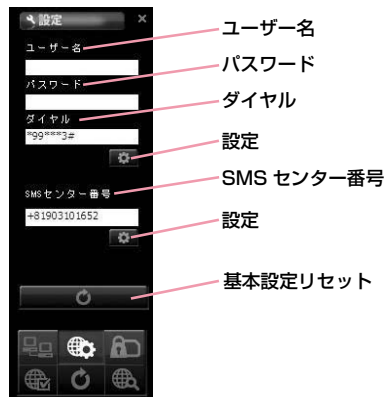 設定
ユーザー名
パスワード
ダイヤル
*99***3#
SMSセンター番号
+81903101652
ユーザー名
パスワード
ダイヤル
設定
SMS センター番号
設定
基本設定リセット